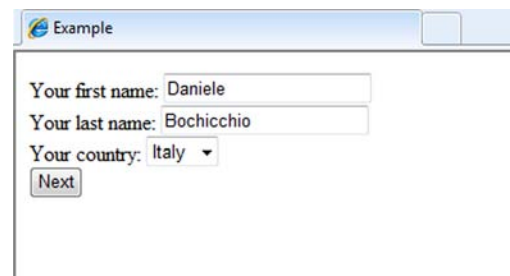 Example
Your first name: Daniele
Your last name: Bochicchio
Your country: Italy
Next